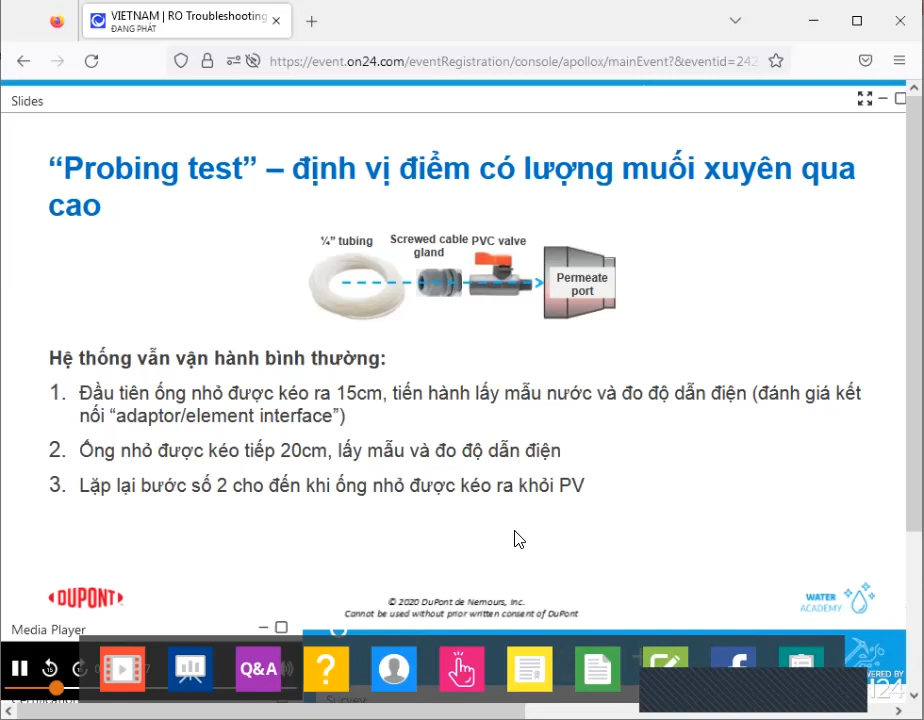 VIETNAM | RO Troubleshooting
ĐANG PHÁT
https://event.on24.com/eventRegistration/console/apollox/mainEvent?&eventid=242
Slides
“Probing test” – định vị điểm có lượng muối xuyên qua
cao
¼” tubing
Screwed cable
gland
PVC valve
Permeate
port
Hệ thống vẫn vận hành bình thường:
1. Đầu tiên ống nhỏ được kéo ra 15cm, tiến hành lấy mẫu nước và đo độ dẫn điện (đánh giá kết
nối “adaptor/element interface”)
2. Ống nhỏ được kéo tiếp 20cm, lấy mẫu và đo độ dẫn điện
3. Lặp lại bước số 2 cho đến khi ống nhỏ được kéo ra khỏi PV
DUPONT
© 2020 DuPont de Nemours, Inc.
Cannot be used without prior written consent of DuPont
WATER
ACADEMY
Media Player
Q&A
Survey